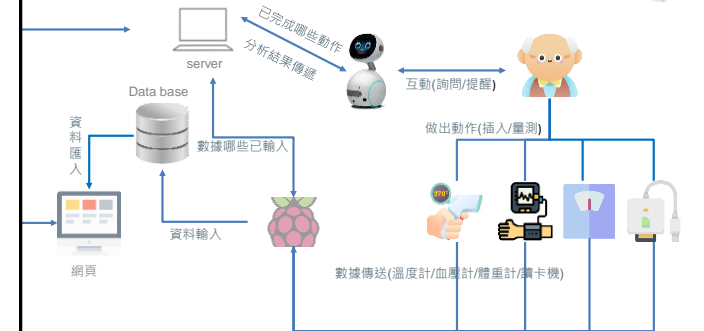 已完成哪些動作
分析結果傳遞
server
Data base
互動(詢問/提醒)
做出動作(插入/量測)
資料匯入
數據哪些已輸入
37.0°
資料輸入
網頁
數據傳送(溫度計/血壓計/體重計/讀卡機)